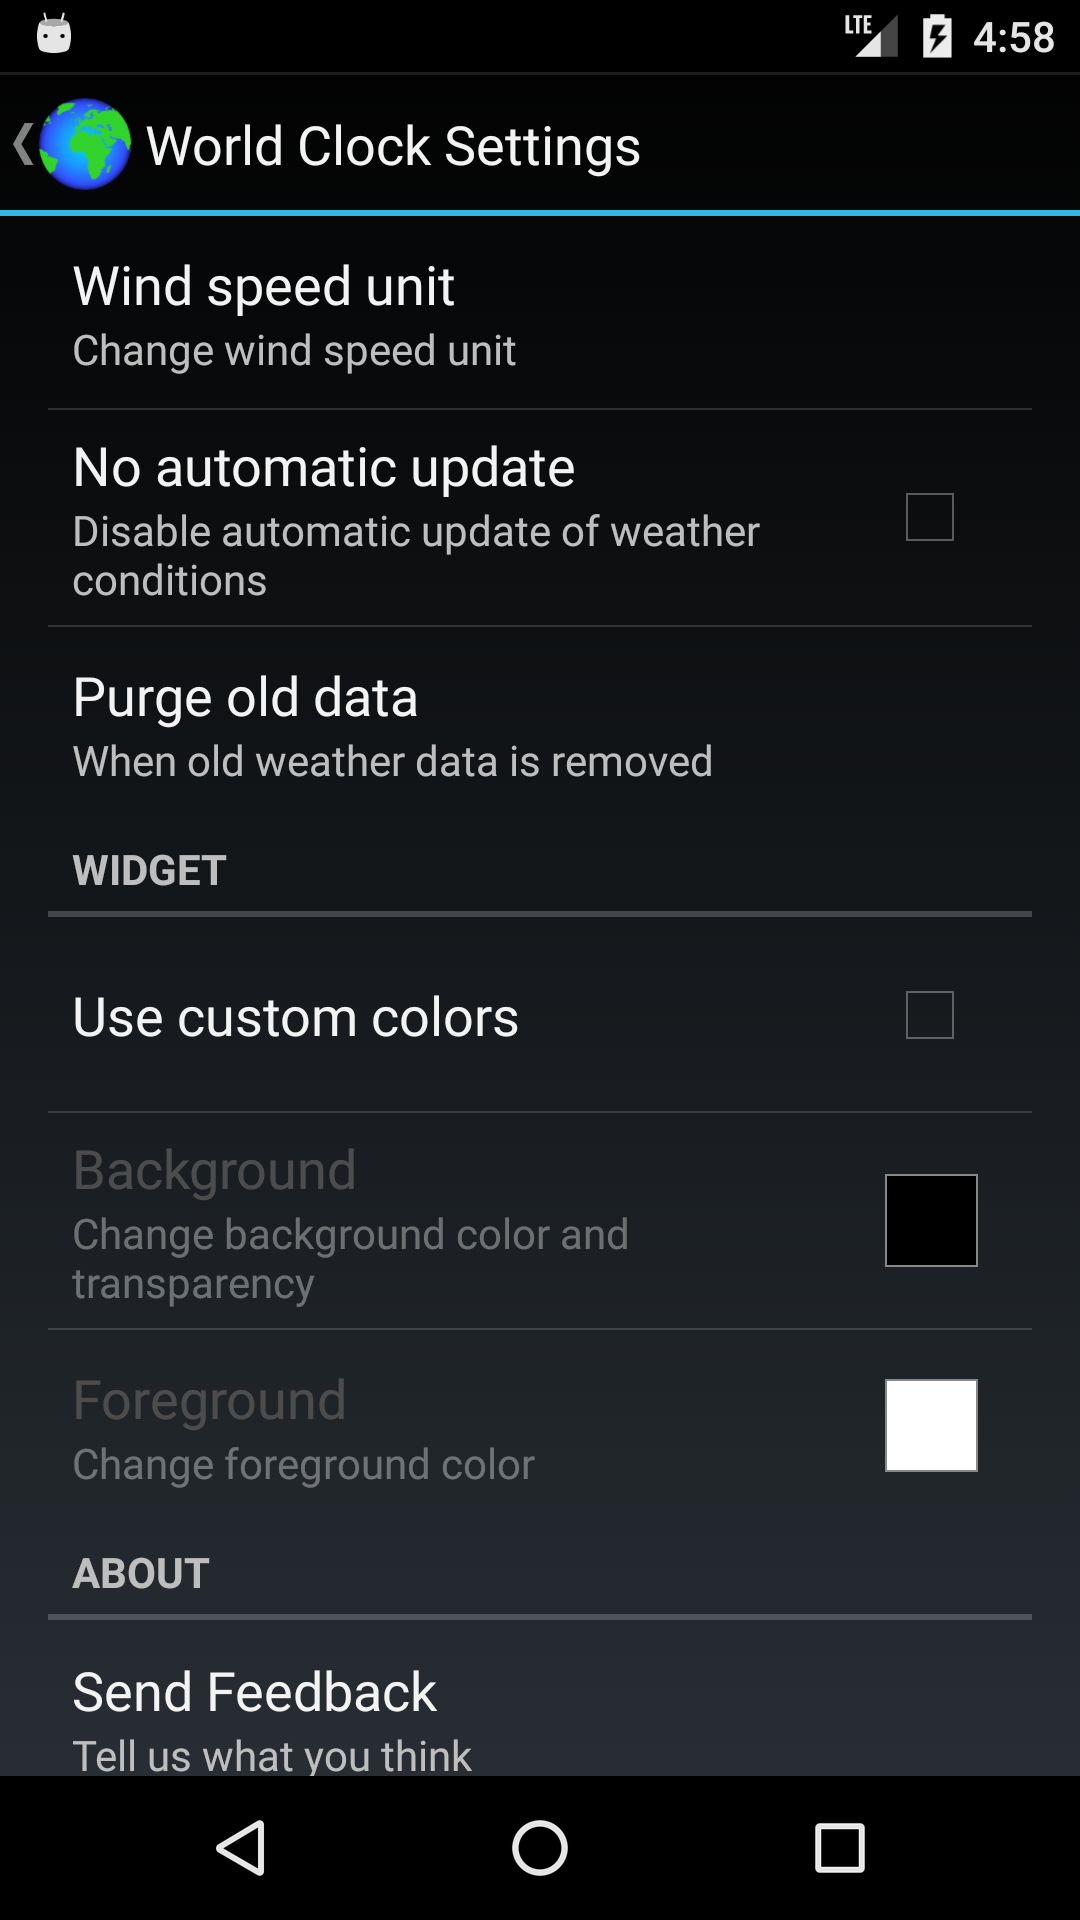 LTE 4:58
World Clock Settings
Wind speed unit
Change wind speed unit
No automatic update
Disable automatic update of weather
conditions
Purge old data
When old weather data is removed
WIDGET
Use custom colors
Background
Change background color and
transparency
Foreground
Change foreground color
ABOUT
Send Feedback
Tell us what you think